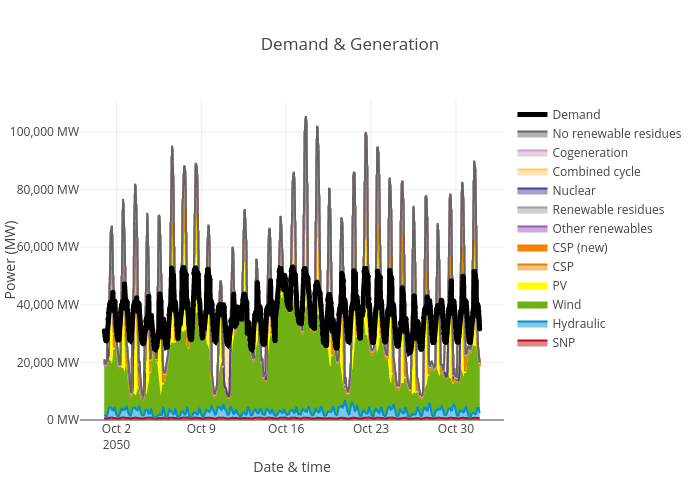 Demand & Generation
Power (MW)
100,000 MW
80,000 MW
60,000 MW
40,000 MW
20,000 MW
0 MW
Oct 2
2050
Oct 9
Oct 16
Oct 23
Oct 30
Date & time
Demand
No renewable residues
Cogeneration
Combined cycle
Nuclear
Renewable residues
Other renewables
CSP (new)
CSP
PV
Wind
Hydraulic
SNP